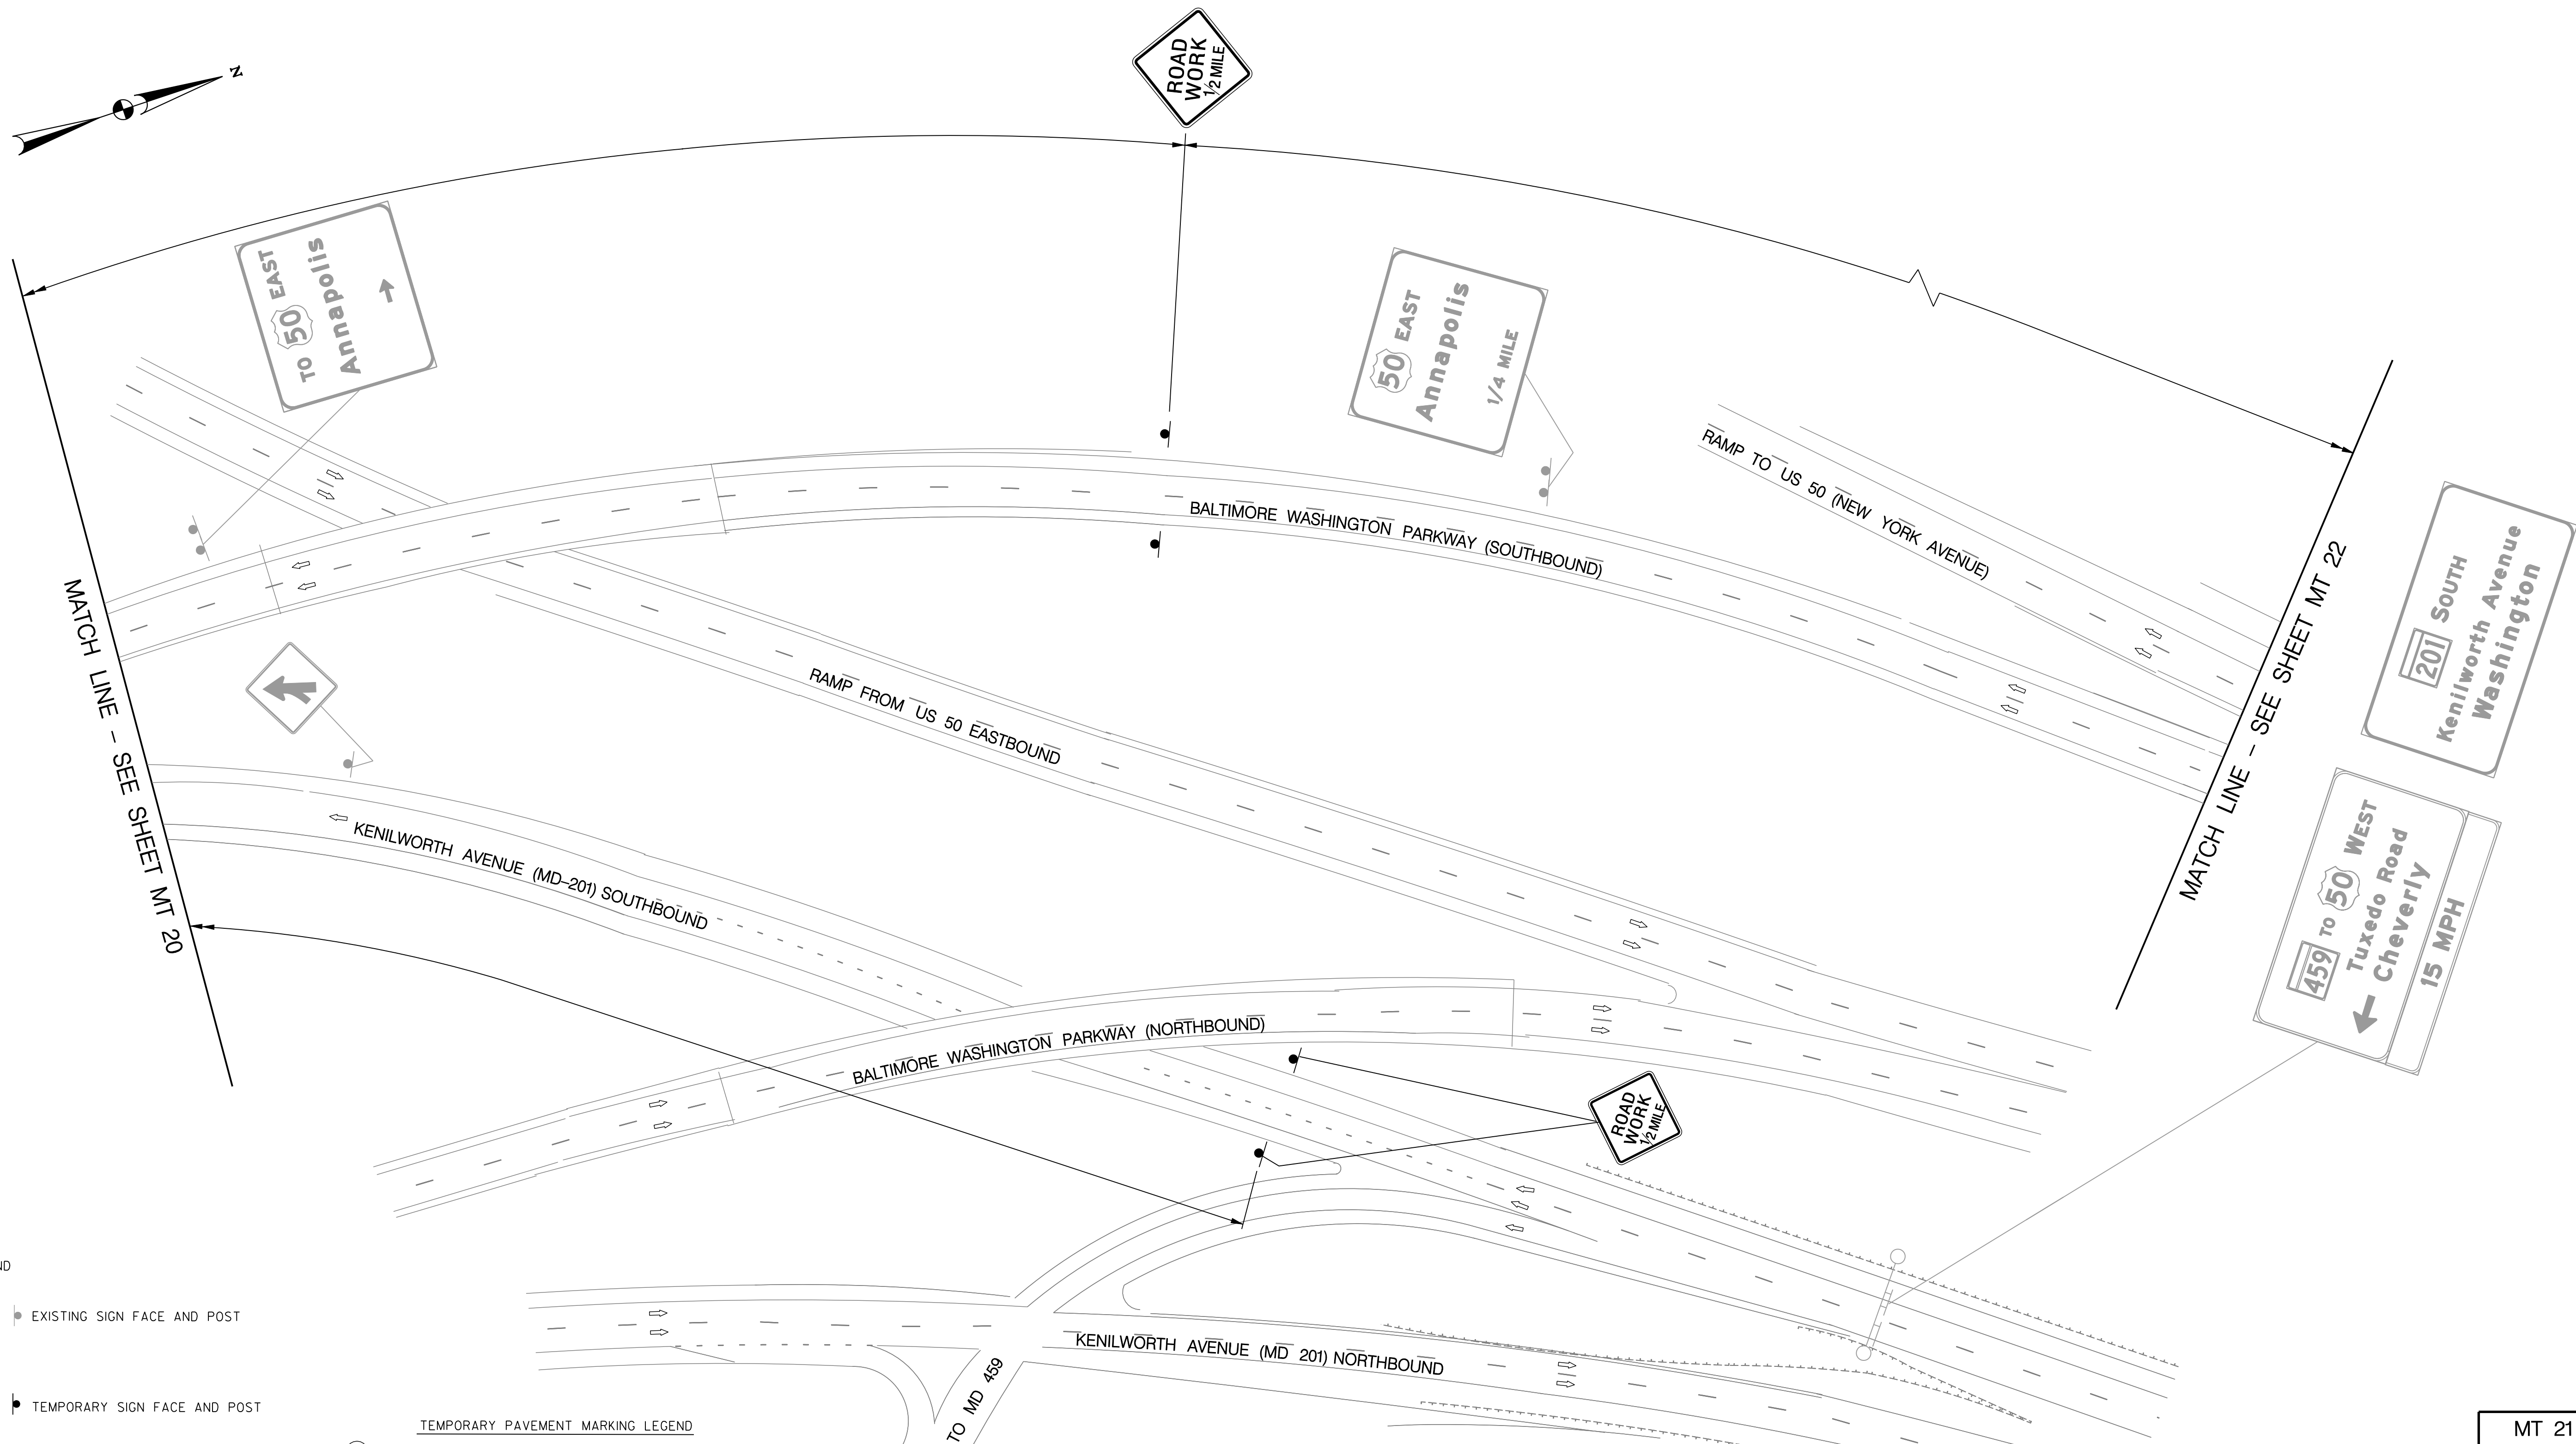 N
ROAD
WORK
1/2 MILE
TO 50 EAST
Annapolis
50 EAST
Annapolis
1/4 MILE
RAMP TO US 50 (NEW YORK AVENUE)
BALTIMORE WASHINGTON PARKWAY (SOUTHBOUND)
MATCH LINE - SEE SHEET MT 20
MATCH LINE - SEE SHEET MT 22
201 SOUTH
Kenilworth Avenue
Washington
RAMP FROM US 50 EASTBOUND
KENILWORTH AVENUE (MD-201) SOUTHBOUND
459 TO 50 WEST
Tuxedo Road
Cheverly
15 MPH
BALTIMORE WASHINGTON PARKWAY (NORTHBOUND)
ROAD
WORK
1/2 MILE
ND
EXISTING SIGN FACE AND POST
KENILWORTH AVENUE (MD 201) NORTHBOUND
TO MD 459
TEMPORARY SIGN FACE AND POST
TEMPORARY PAVEMENT MARKING LEGEND
MT 21